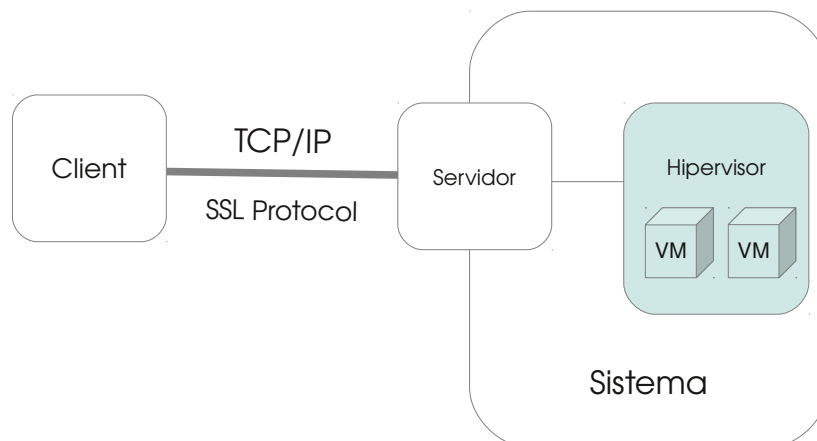 Client
TCP/IP
SSL Protocol
Servidor
Hipervisor
VM
VM
Sistema